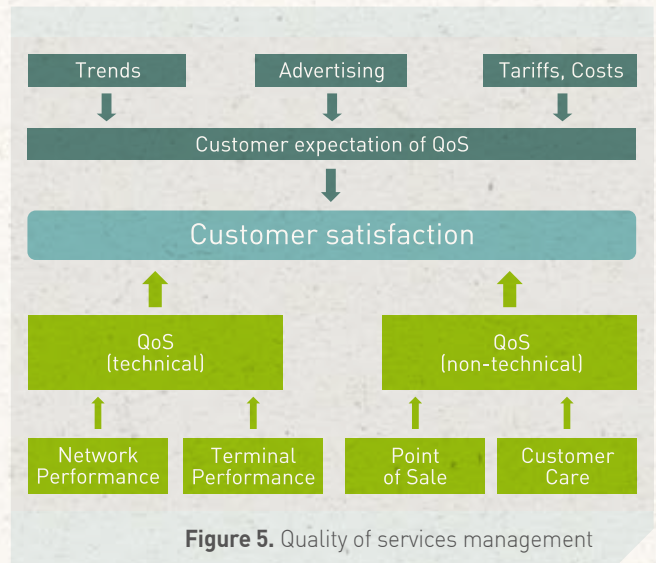 Trends
Advertising
Tariffs, Costs
Customer expectation of QoS
Customer satisfaction
QoS
(technical)
QoS
(non-technical)
Network
Performance
Terminal
Performance
Point
of Sale
Customer
Care
Figure 5. Quality of services management